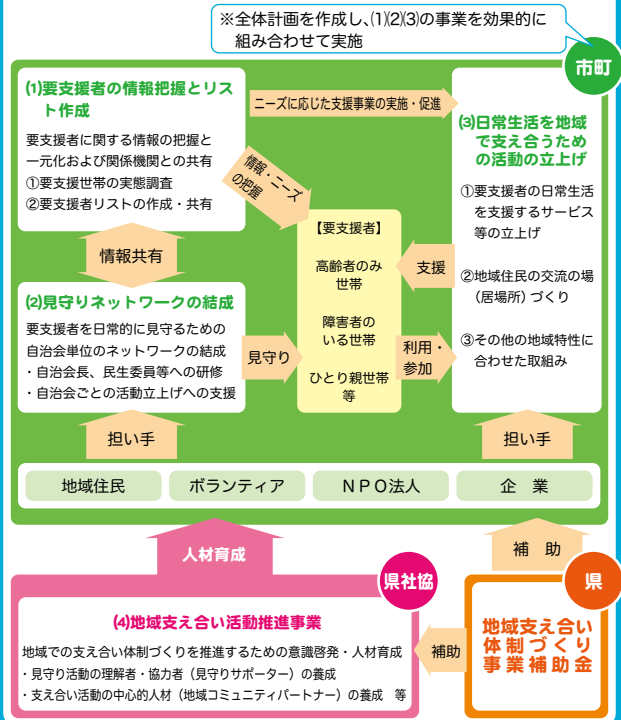 ※全体計画を作成し、⑴⑵⑶の事業を効果的に
組み合わせて実施
市町
⑴要支援者の情報把握とリス
ト作成
要支援者に関する情報の把握と
一元化および関係機関との共有
①要支援世帯の実態調査
②要支援者リストの作成・共有
ニーズに応じた支援事業の実施・促進
情報・ニーズ
の把握
情報共有
⑵見守りネットワークの結成
要支援者を日常的に見守るための
自治会単位のネットワークの結成
・自治会長、民生委員等への研修
・自治会ごとの活動立上げへの支援
見守り
【要支援者】
高齢者のみ
世帯
障害者の
いる世帯
ひとり親世帯
等
支援
利用・
参加
⑶日常生活を地域
で支え合うため
の活動の立上げ
①要支援者の日常生活
を支援するサービス
等の立上げ
②地域住民の交流の場
（居場所）づくり
③その他の地域特性に
合わせた取組み
担い手
担い手
地域住民
ボランティア
ＮＰＯ法人
企　業
人材育成
補　助
県社協
県
⑷地域支え合い活動推進事業
地域での支え合い体制づくりを推進するための意識啓発・人材育成
・見守り活動の理解者・協力者（見守りサポーター）の養成
・支え合い活動の中心的人材（地域コミュニティパートナー）の養成　等
補助
地域支え合い
体制づくり
事業補助金